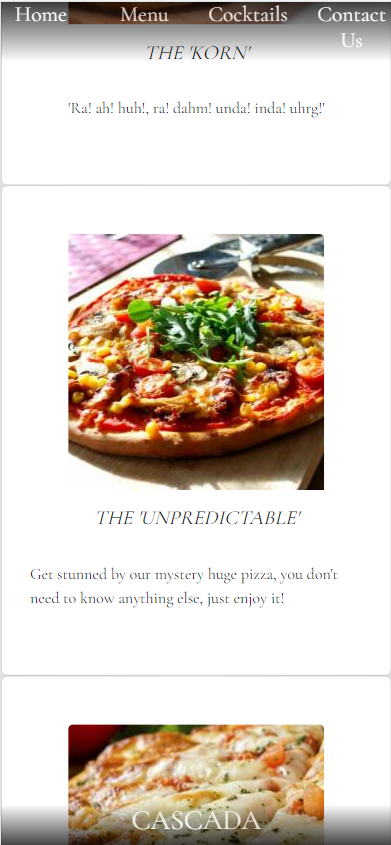 Home Menu Cocktails Contact
Us
THE 'KORN'
'Ra! ah! huh!, ra! dahm! unda! inda! uhrg!'
THE 'UNPREDICTABLE'
Get stunned by our mystery huge pizza, you don't
need to know anything else, just enjoy it!
CASCADA